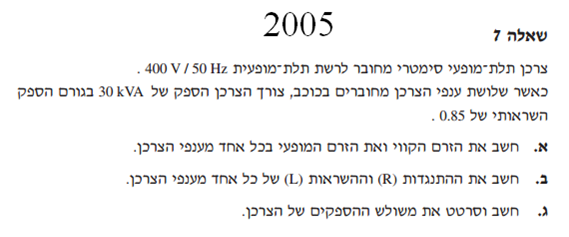 2005
שאלה 7
צרכן תלת־מופעי סימטרי מחובר לרשת תלת־מופעית 400 V / 50 Hz .
כאשר שלושת ענפי הצרכן מחוברים בכוכב, צורך הצרכן הספק של 30 kVA בגורם הספק
השראותי של 0.85 .
א. חשב את הזרם הקווי ואת הזרם המופעי בכל אחד מענפי הצרכן.
ב. חשב את ההתנגדות (R) וההשראות (L) של כל אחד מענפי הצרכן.
ג. חשב וסרטט את משולש ההספקים של הצרכן.